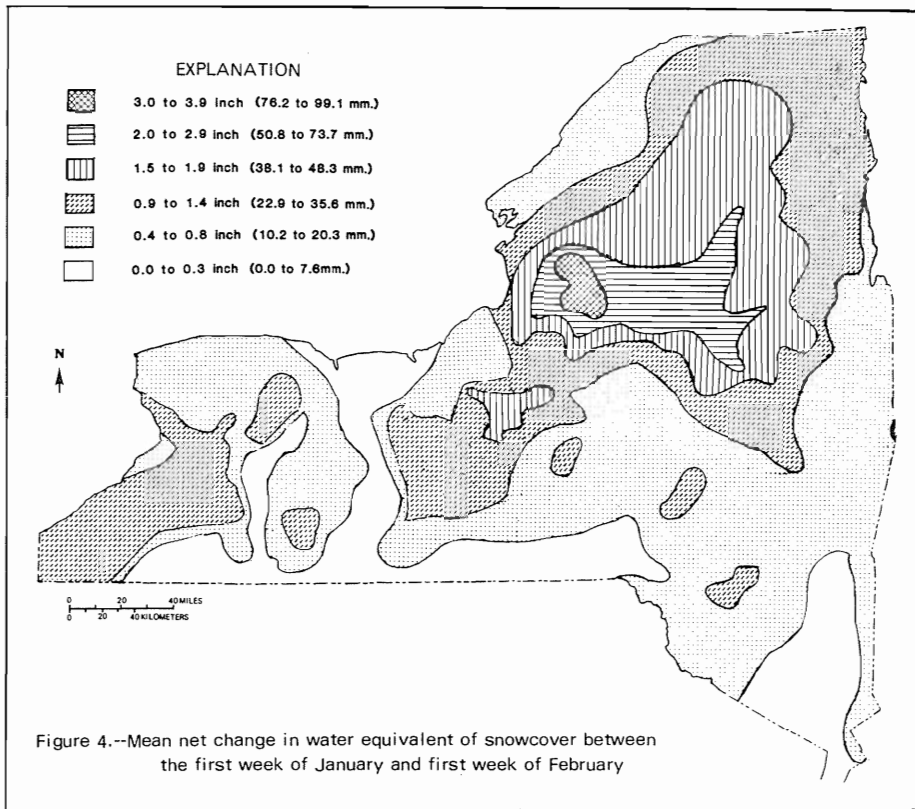 EXPLANATION
3.0 to 3.9 inch (76.2 to 99.1 mm.)
2.0 to 2.9 inch (50.8 to 73.7 mm.)
1.5 to 1.9 inch (38.1 to 48.3 mm.)
0.9 to 1.4 inch (22.9 to 35.6 mm.)
0.4 to 0.8 inch (10.2 to 20.3 mm.)
0.0 to 0.3 inch (0.0 to 7.6mm.)
N
0 20 40 MILES
0 20 40 KILOMETERS
Figure 4.--Mean net change in water equivalent of snowcover between
the first week of January and first week of February